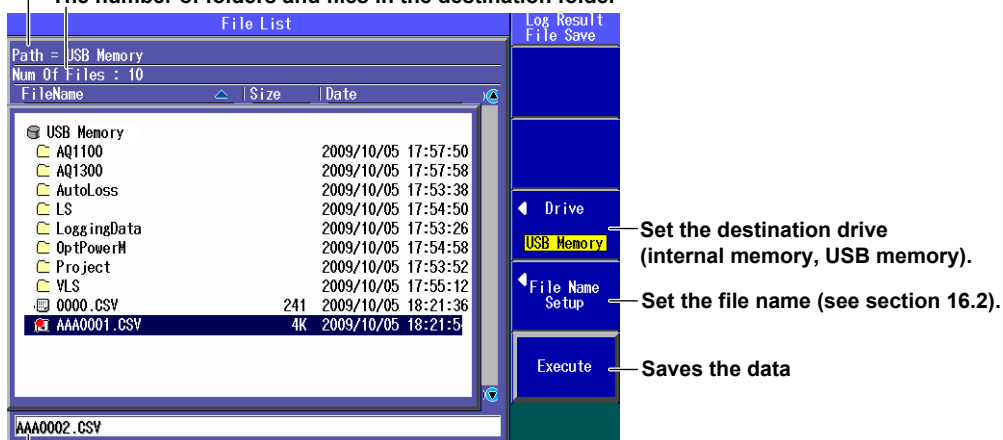 The number of folders and files in the destination folder
File List
Log Result
File Save
Path = USB Memory
Num Of Files : 10
FileName Size Date
USB Memory
AQ1100 2009/10/05 17:57:50
AQ1300 2009/10/05 17:57:58
AutoLoss 2009/10/05 17:53:38
LS 2009/10/05 17:54:50
LoggingData 2009/10/05 17:53:26
OptPowerM 2009/10/05 17:54:58
Project 2009/10/05 17:53:52
VLS 2009/10/05 17:55:12
0000.CSV 241 2009/10/05 18:21:36
AAA0001.CSV 4K 2009/10/05 18:21:5
Drive
USB Memory
Set the destination drive
(internal memory, USB memory).
File Name
Setup
Set the file name (see section 16.2).
Execute
Saves the data
AAA0002.CSV